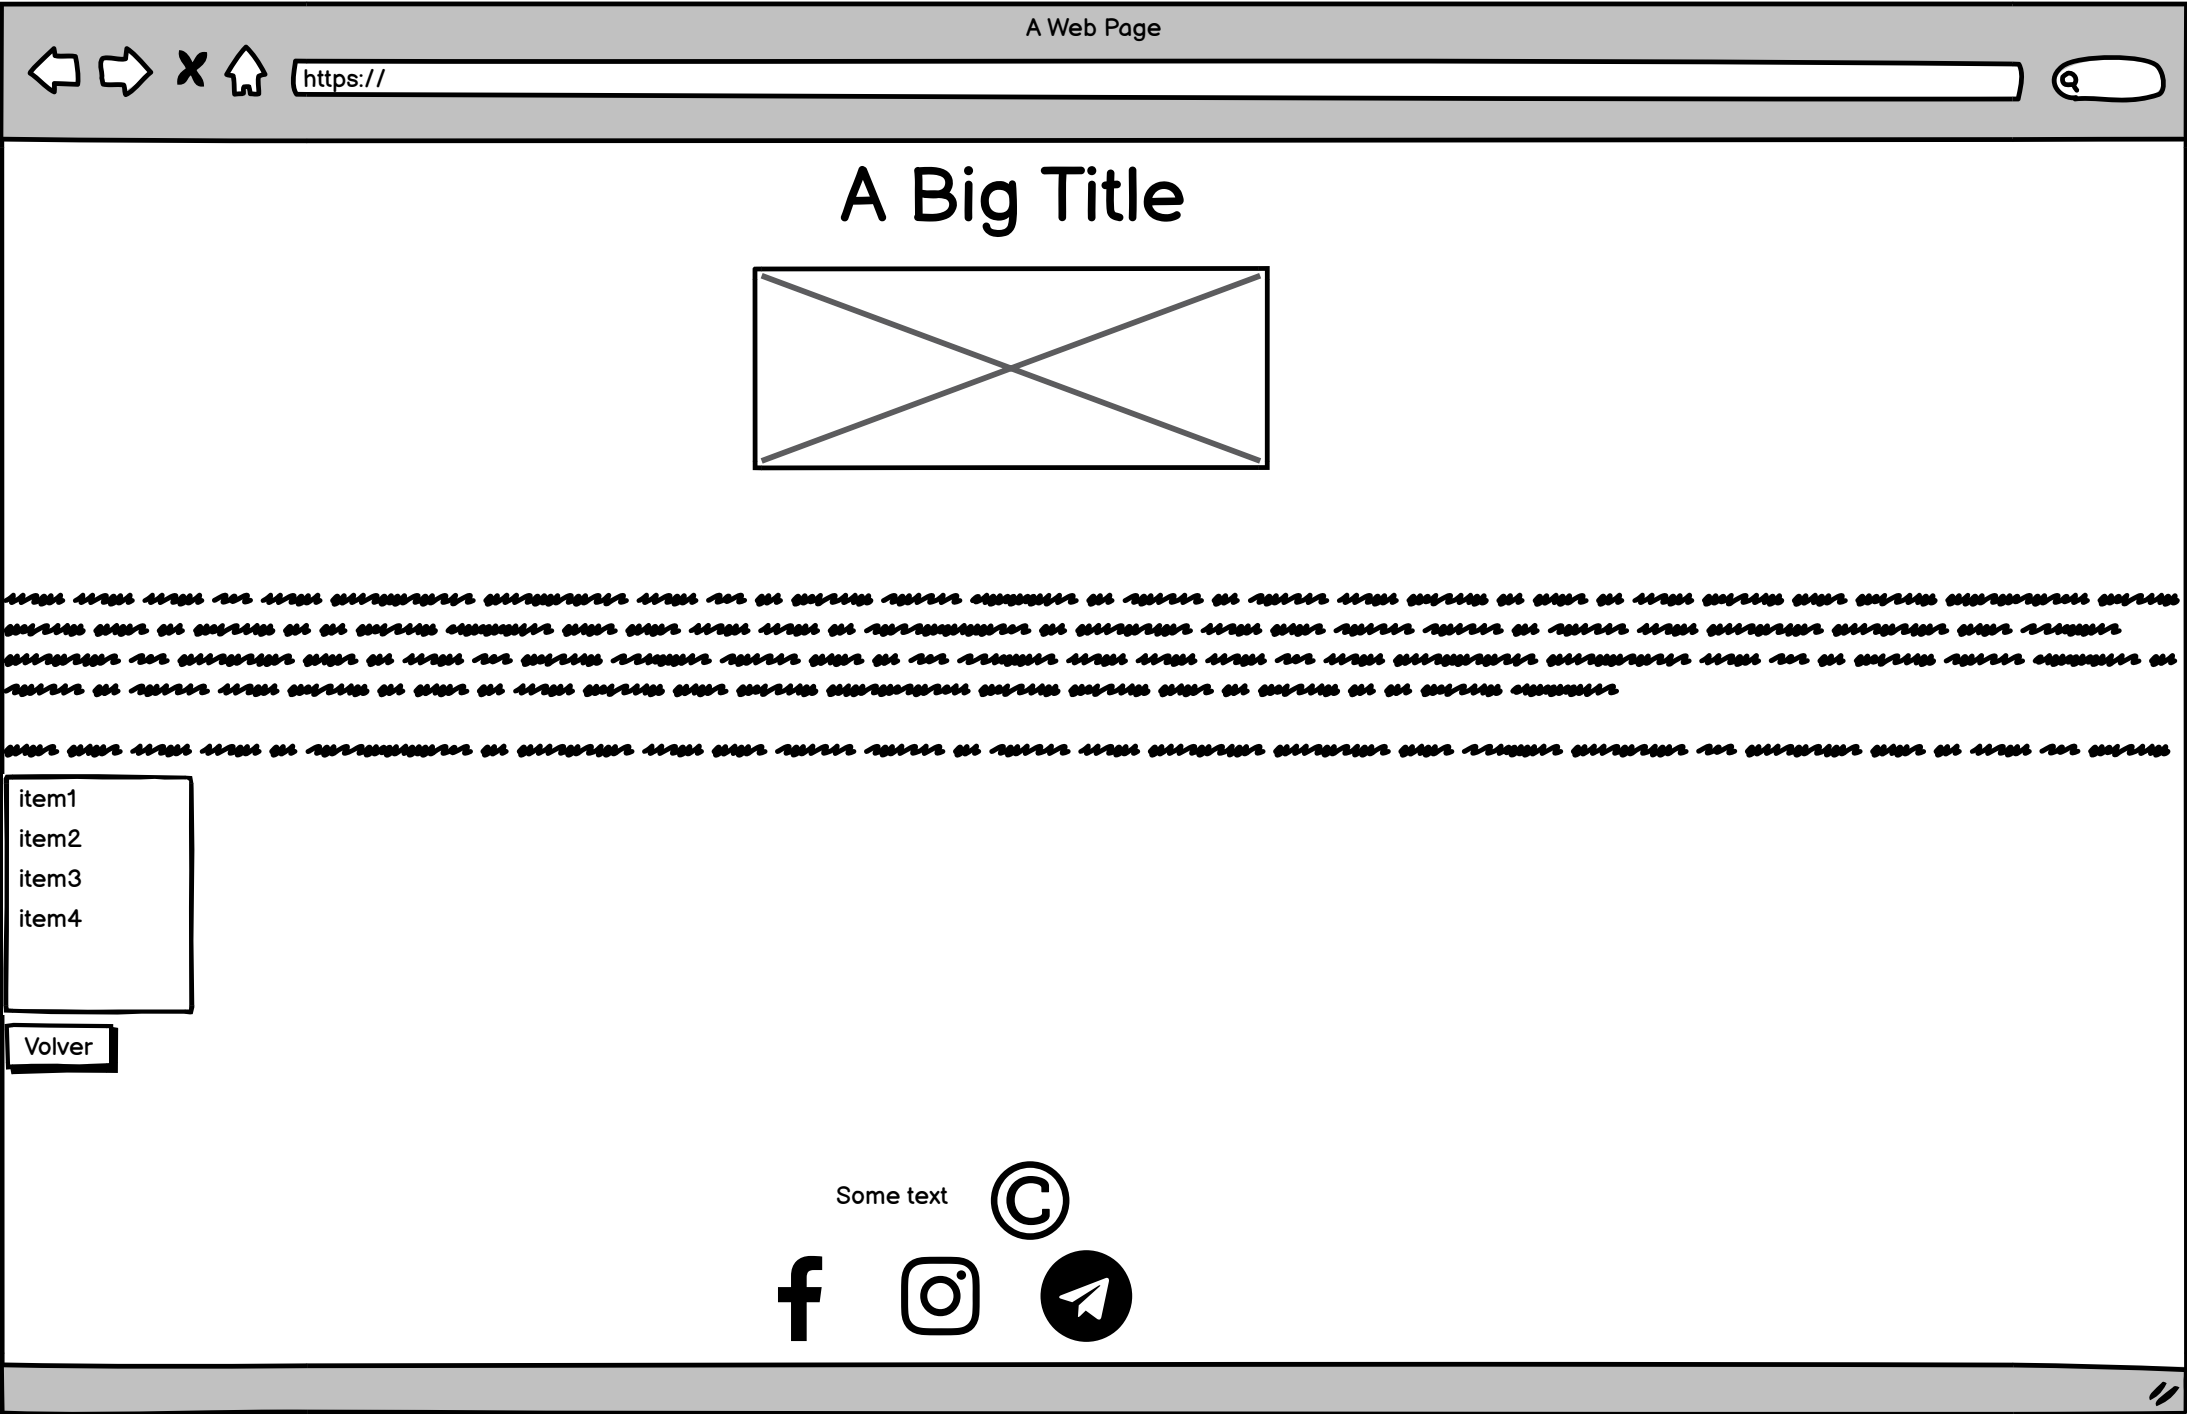 A Web Page
https://
A Big Title
item1
item2
item3
item4
Volver
Some text ©